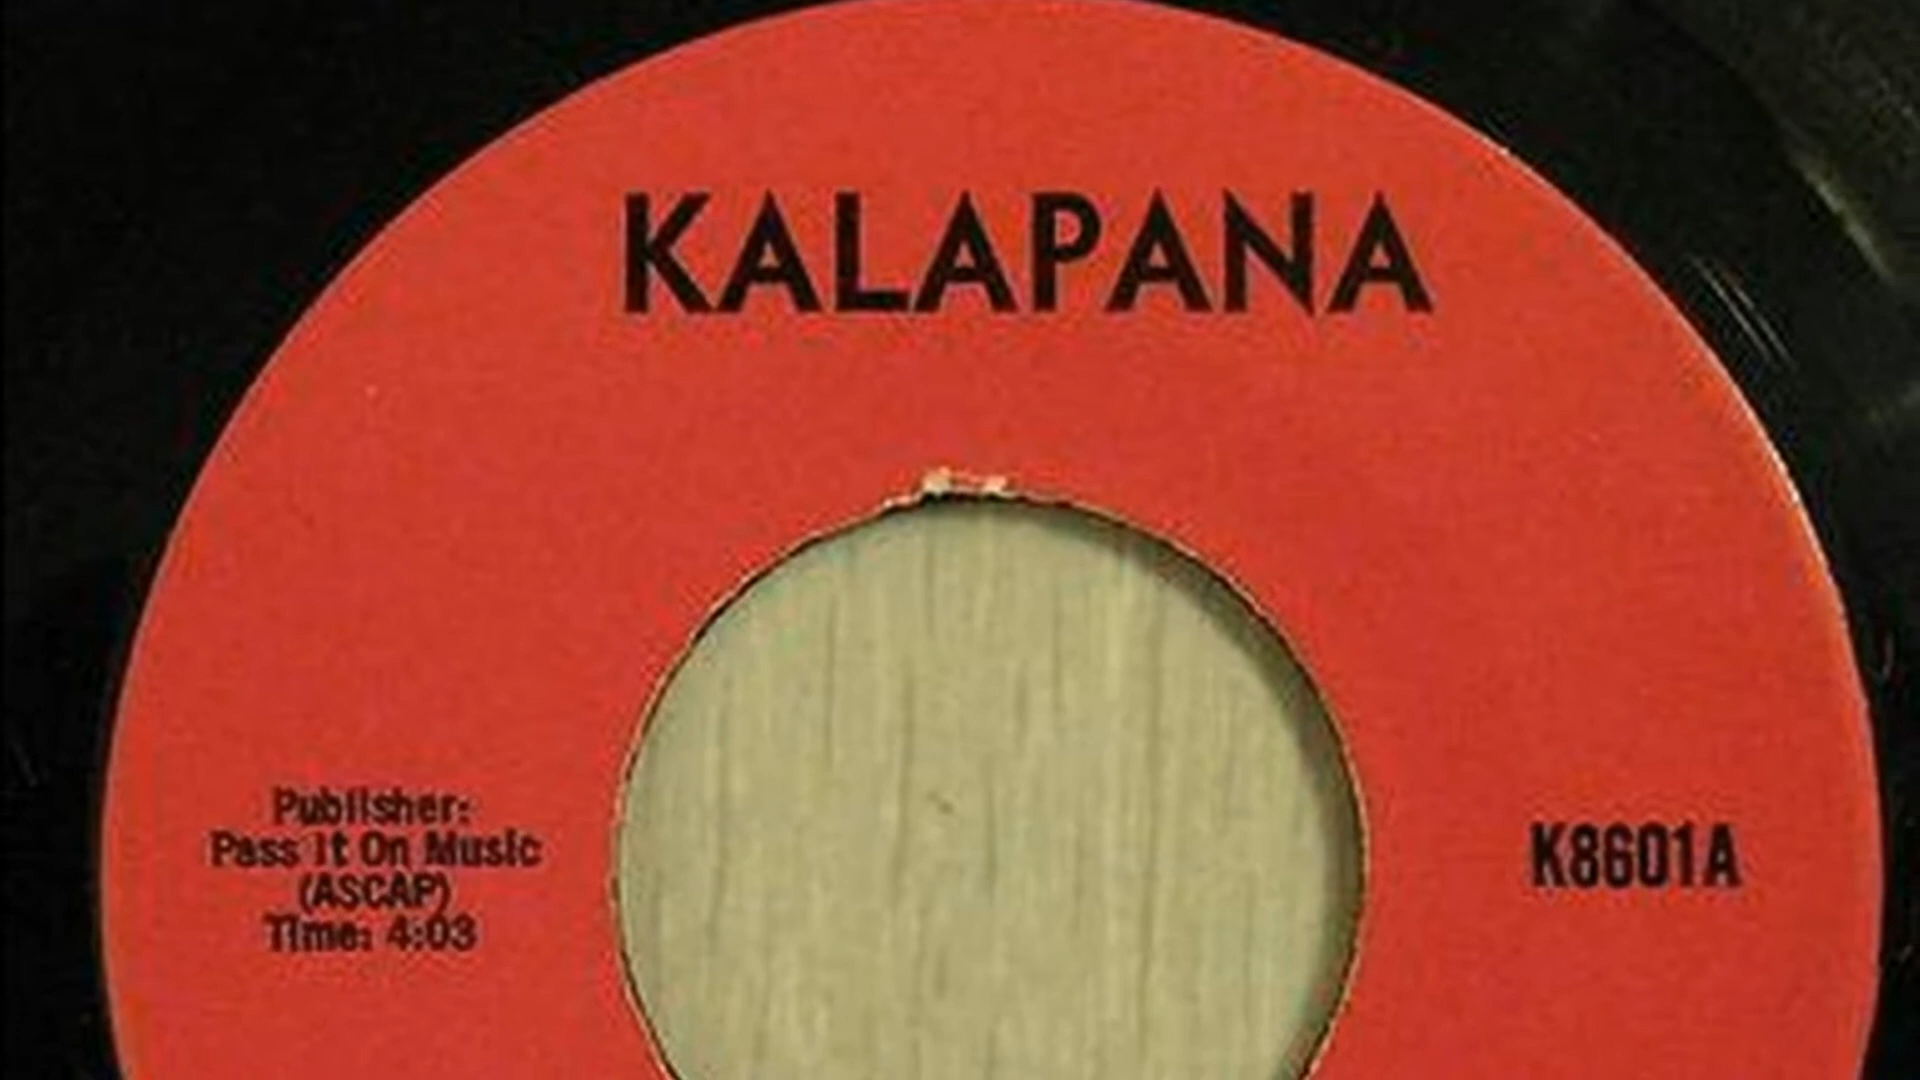 KALAPANA
Publisher:
Pass It On Music
(ASCAP)
Time: 4:03
K8601A